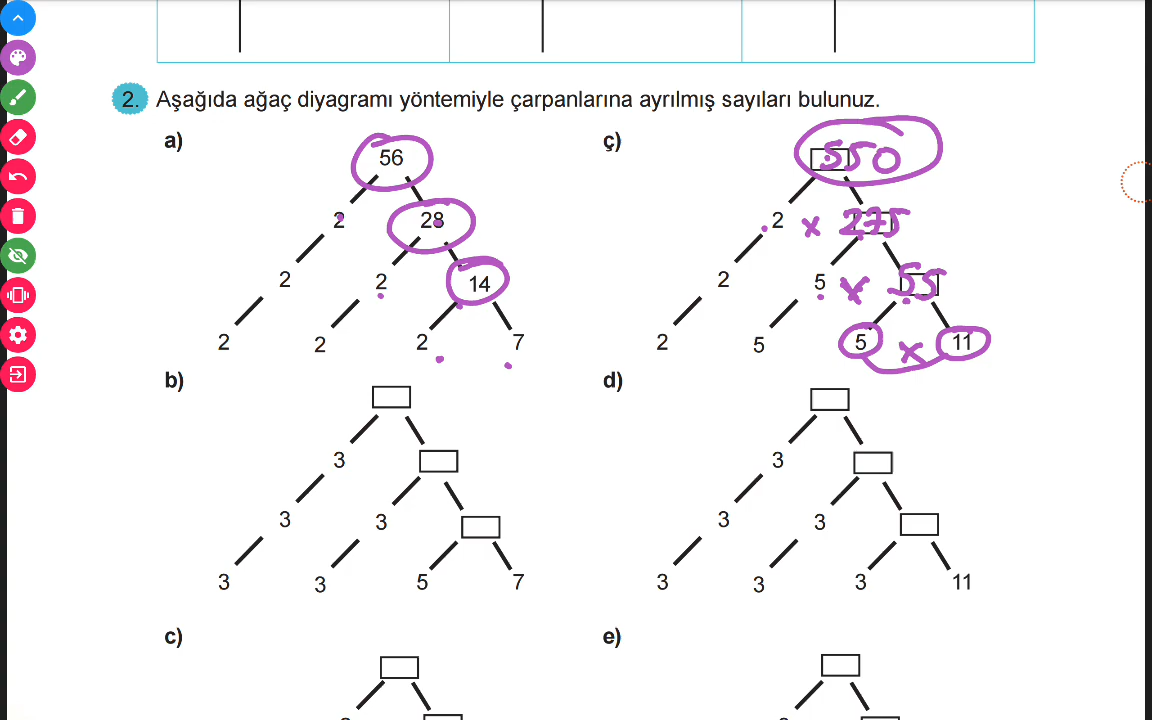 2. Aşağıda ağaç diyagramı yöntemiyle çarpanlarına ayrılmış sayıları bulunuz.
a)
56
2 28
2 2 14
2 2 2 7
ç)
550
2 x 275
2 5 x 55
2 5 5 x 11
b)
3
3 3
3 3 5 7
d)
3
3 3
3 3 3 11
c)
e)